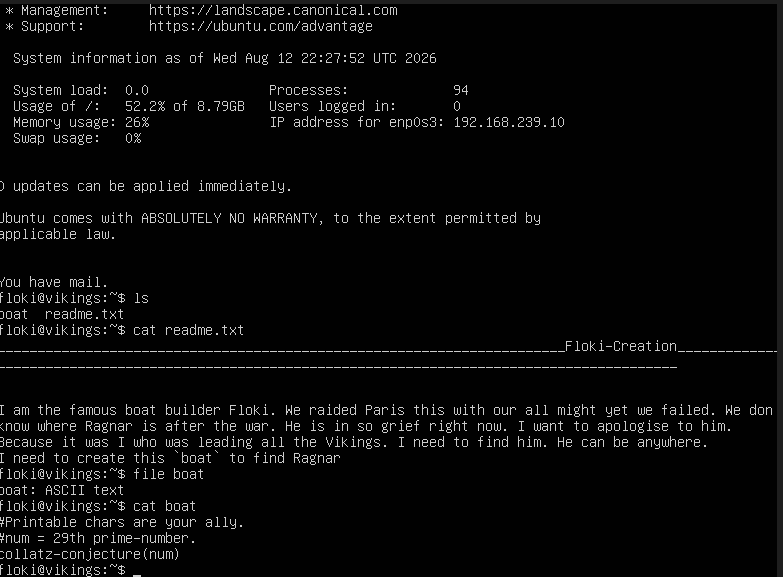 * Management:     https://landscape.canonical.com
* Support:        https://ubuntu.com/advantage
System information as of Wed Aug 12 22:27:52 UTC 2026
System load:  0.0               Processes:             94
Usage of /:   52.2% of 8.79GB   Users logged in:       0
Memory usage: 26%               IP address for enp0s3: 192.168.239.10
Swap usage:   0%
0 updates can be applied immediately.
Ubuntu comes with ABSOLUTELY NO WARRANTY, to the extent permitted by
applicable law.
You have mail.
floki@vikings:~$ ls
boat  readme.txt
floki@vikings:~$ cat readme.txt
_______________________________________________________________________Floki-Creation____________
_____________________________________________________________________________________
I am the famous boat builder Floki. We raided Paris this with our all might yet we failed. We don
know where Ragnar is after the war. He is in so grief right now. I want to apologise to him.
Because it was I who was leading all the Vikings. I need to find him. He can be anywhere.
I need to create this `boat` to find Ragnar
floki@vikings:~$ file boat
boat: ASCII text
floki@vikings:~$ cat boat
#Printable chars are your ally.
#num = 29th prime-number.
collatz-conjecture(num)
floki@vikings:~$ _